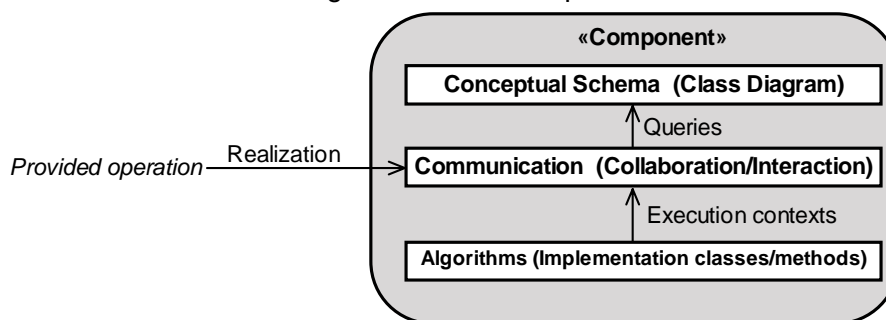 «Component»
Conceptual Schema (Class Diagram)
Queries
Provided operation
Realization
Communication (Collaboration/Interaction)
Execution contexts
Algorithms (Implementation classes/methods)